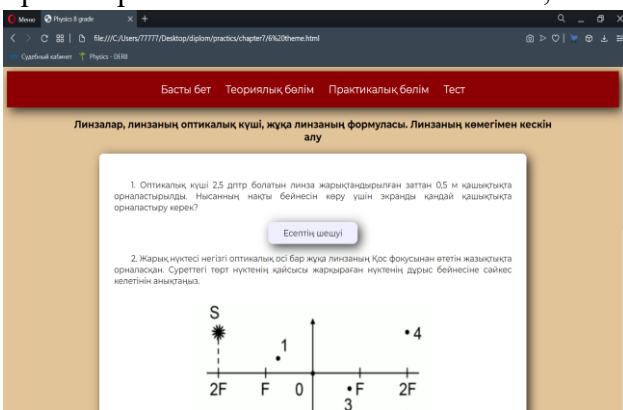 Меню
Physics 8 grade
file:///C:/Users/77777/Desktop/diplom/practics/chapter7/6%20theme.html
Судебный кабинет Physics - DERB
Басты бет Теориялық бөлім Практикалық бөлім Тест
Линзалар, линзаның оптикалық күші, жұқа линзаның формуласы. Линзаның көмегімен кескін
алу
1. Оптикалық күші 2,5 дптр болатын линза жарықтандырылған заттан 0,5 м қашықтықта
орналастырылды. Нысанның нақты бейнесін көру үшін экранды қандай қашықтықта
орналастыру керек?
Есептің шешуі
2. Жарық нүктесі негізгі оптикалық осі бар жұқа линзаның Қос фокусынан өтетін жазықтықта
орналасқан. Суреттегі төрт нүктенің қайсысы жарқыраған нүктенің дұрыс бейнесіне сәйкес
келетінін анықтаңыз.
S
4
1
2F F 0 F 2F
3